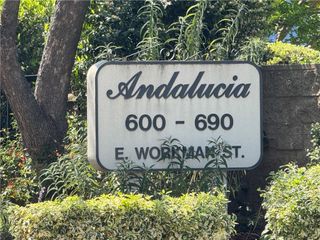 Andalucia
600 - 690
E. WORKMAN ST.